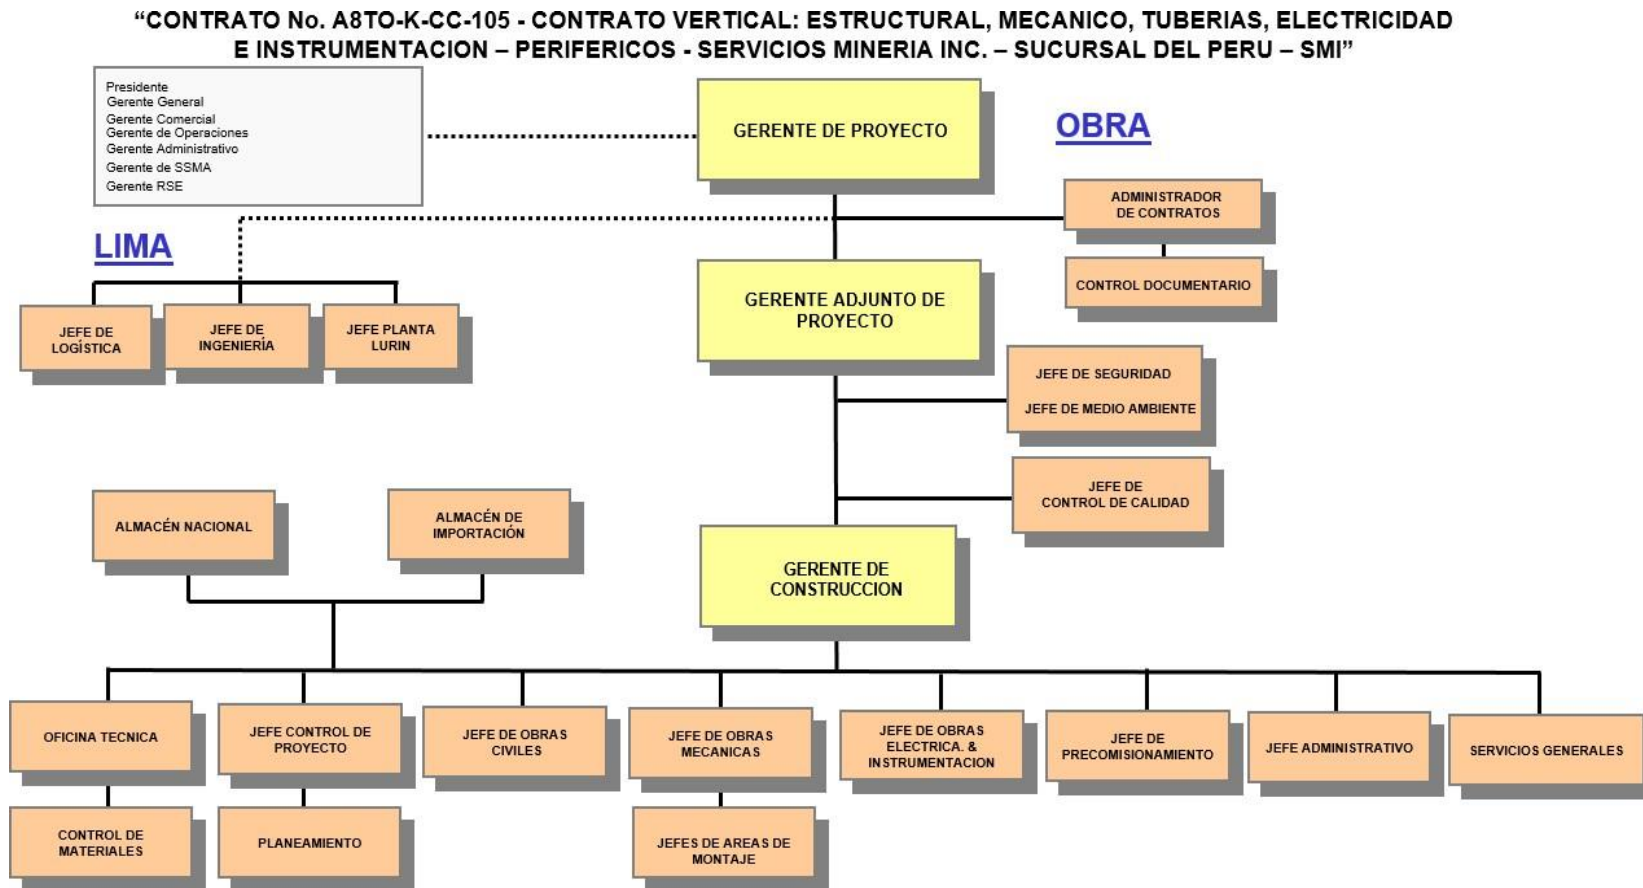 “CONTRATO No. A8TO-K-CC-105 - CONTRATO VERTICAL: ESTRUCTURAL, MECANICO, TUBERIAS, ELECTRICIDAD
E INSTRUMENTACION – PERIFERICOS - SERVICIOS MINERIA INC. – SUCURSAL DEL PERU – SMI”
Presidente
Gerente General
Gerente Comercial
Gerente de Operaciones
Gerente Administrativo
Gerente de SSMA
Gerente RSE
GERENTE DE PROYECTO
OBRA
ADMINISTRADOR
DE CONTRATOS
CONTROL DOCUMENTARIO
LIMA
JEFE DE
LOGÍSTICA
JEFE DE
INGENIERÍA
JEFE PLANTA
LURIN
GERENTE ADJUNTO DE
PROYECTO
JEFE DE SEGURIDAD
JEFE DE MEDIO AMBIENTE
JEFE DE
CONTROL DE CALIDAD
ALMACÉN NACIONAL
ALMACÉN DE
IMPORTACIÓN
GERENTE DE
CONSTRUCCION
OFICINA TECNICA
JEFE CONTROL DE
PROYECTO
JEFE DE OBRAS
CIVILES
JEFE DE OBRAS
MECANICAS
JEFE DE OBRAS
ELECTRICA. &
INSTRUMENTACION
JEFE DE
PRECOMISIONAMIENTO
JEFE ADMINISTRATIVO
SERVICIOS GENERALES
CONTROL DE
MATERIALES
PLANEAMIENTO
JEFES DE AREAS DE
MONTAJE